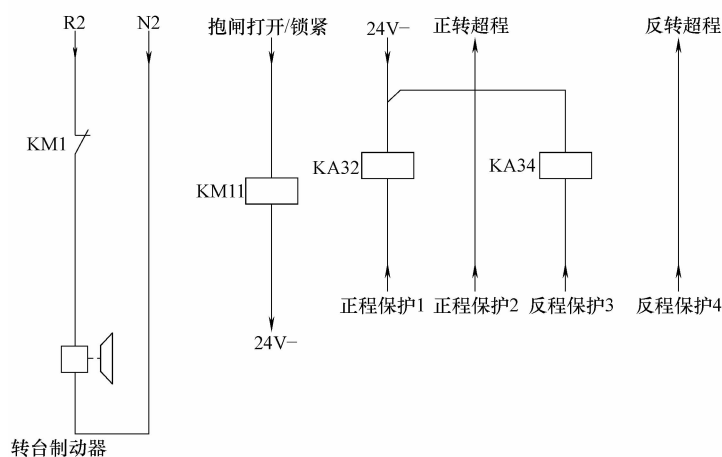 R2 N2 抱闸打开/锁紧 24V− 正转超程 反转超程
KM1
KM11
KA32
KA34
正程保护1 正程保护2 反程保护3 反程保护4
24V−
转台制动器